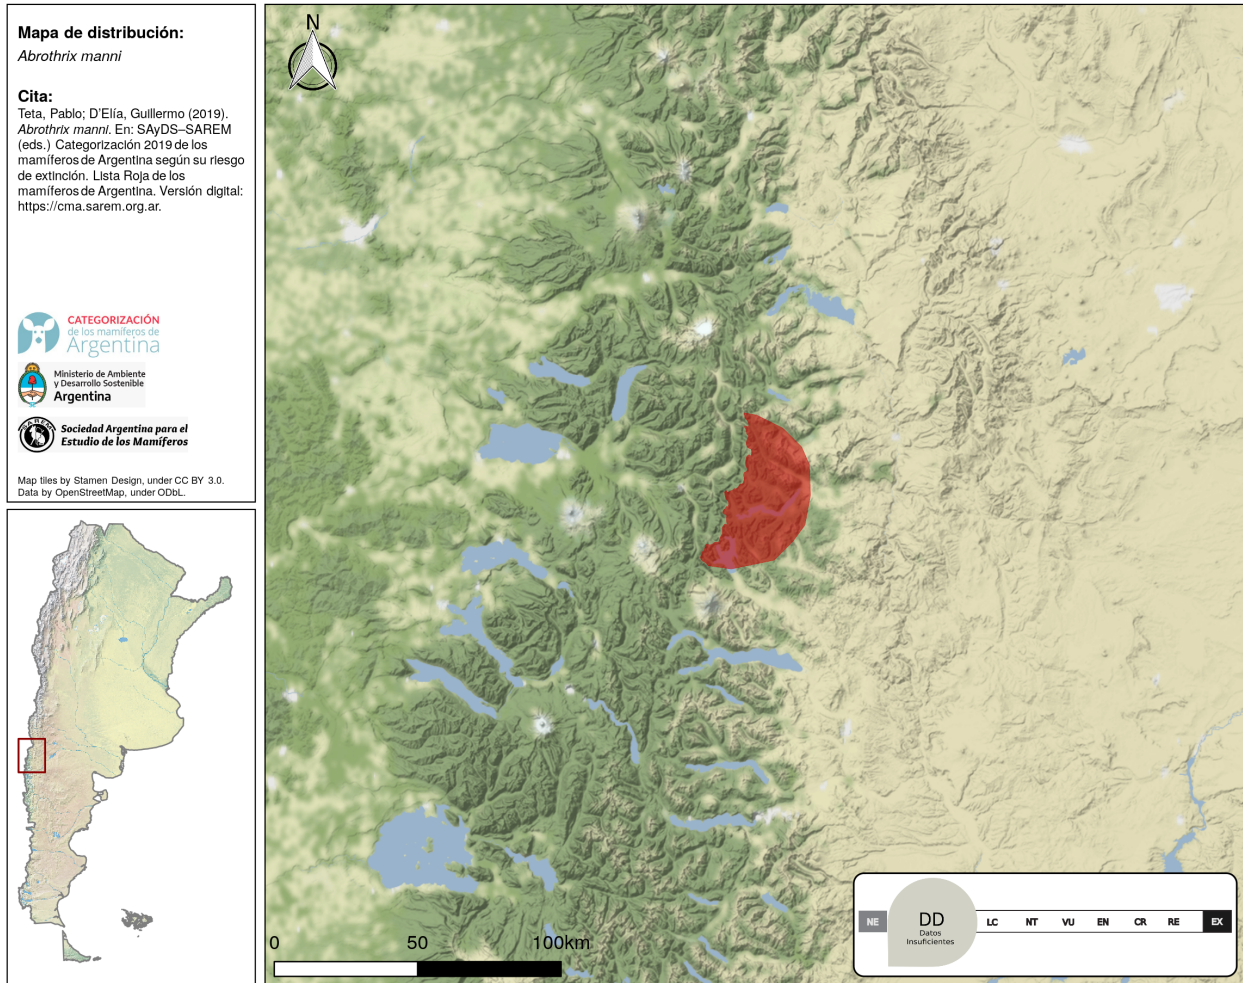 Mapa de distribución:
Abrothrix manni
Cita:
Teta, Pablo; D'Elía, Guillermo (2019).
Abrothrix manni. En: SAyDS–SAREM
(eds.) Categorización 2019 de los
mamíferos de Argentina según su riesgo
de extinción. Lista Roja de los
mamíferos de Argentina. Versión digital:
https://cma.sarem.org.ar.
CATEGORIZACIÓN
de los mamíferos de
Argentina
Ministerio de Ambiente
y Desarrollo Sostenible
Argentina
SAREM
Sociedad Argentina para el
Estudio de los Mamíferos
Map tiles by Stamen Design, under CC BY 3.0.
Data by OpenStreetMap, under ODbL.
N
0 50 100km
NE DD LC NT VU EN CR RE EX
Datos
Insuficientes